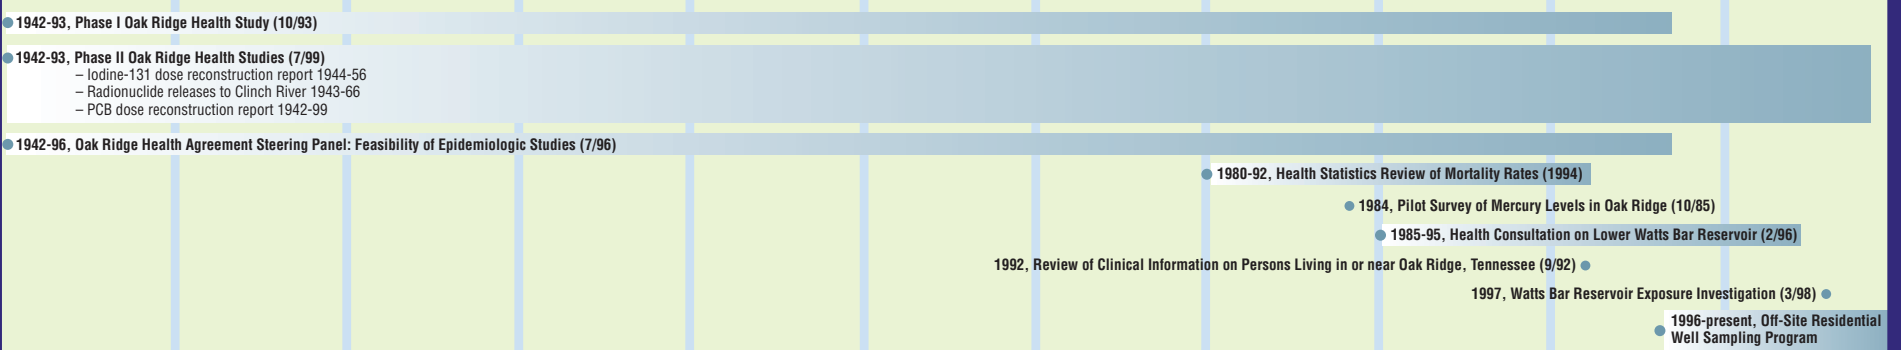 1942-93, Phase I Oak Ridge Health Study (10/93)
1942-93, Phase II Oak Ridge Health Studies (7/99)
– Iodine-131 dose reconstruction report 1944-56
– Radionuclide releases to Clinch River 1943-66
– PCB dose reconstruction report 1942-99
1942-96, Oak Ridge Health Agreement Steering Panel: Feasibility of Epidemiologic Studies (7/96)
1980-92, Health Statistics Review of Mortality Rates (1994)
1984, Pilot Survey of Mercury Levels in Oak Ridge (10/85)
1985-95, Health Consultation on Lower Watts Bar Reservoir (2/96)
1992, Review of Clinical Information on Persons Living in or near Oak Ridge, Tennessee (9/92)
1997, Watts Bar Reservoir Exposure Investigation (3/98)
1996-present, Off-Site Residential
Well Sampling Program